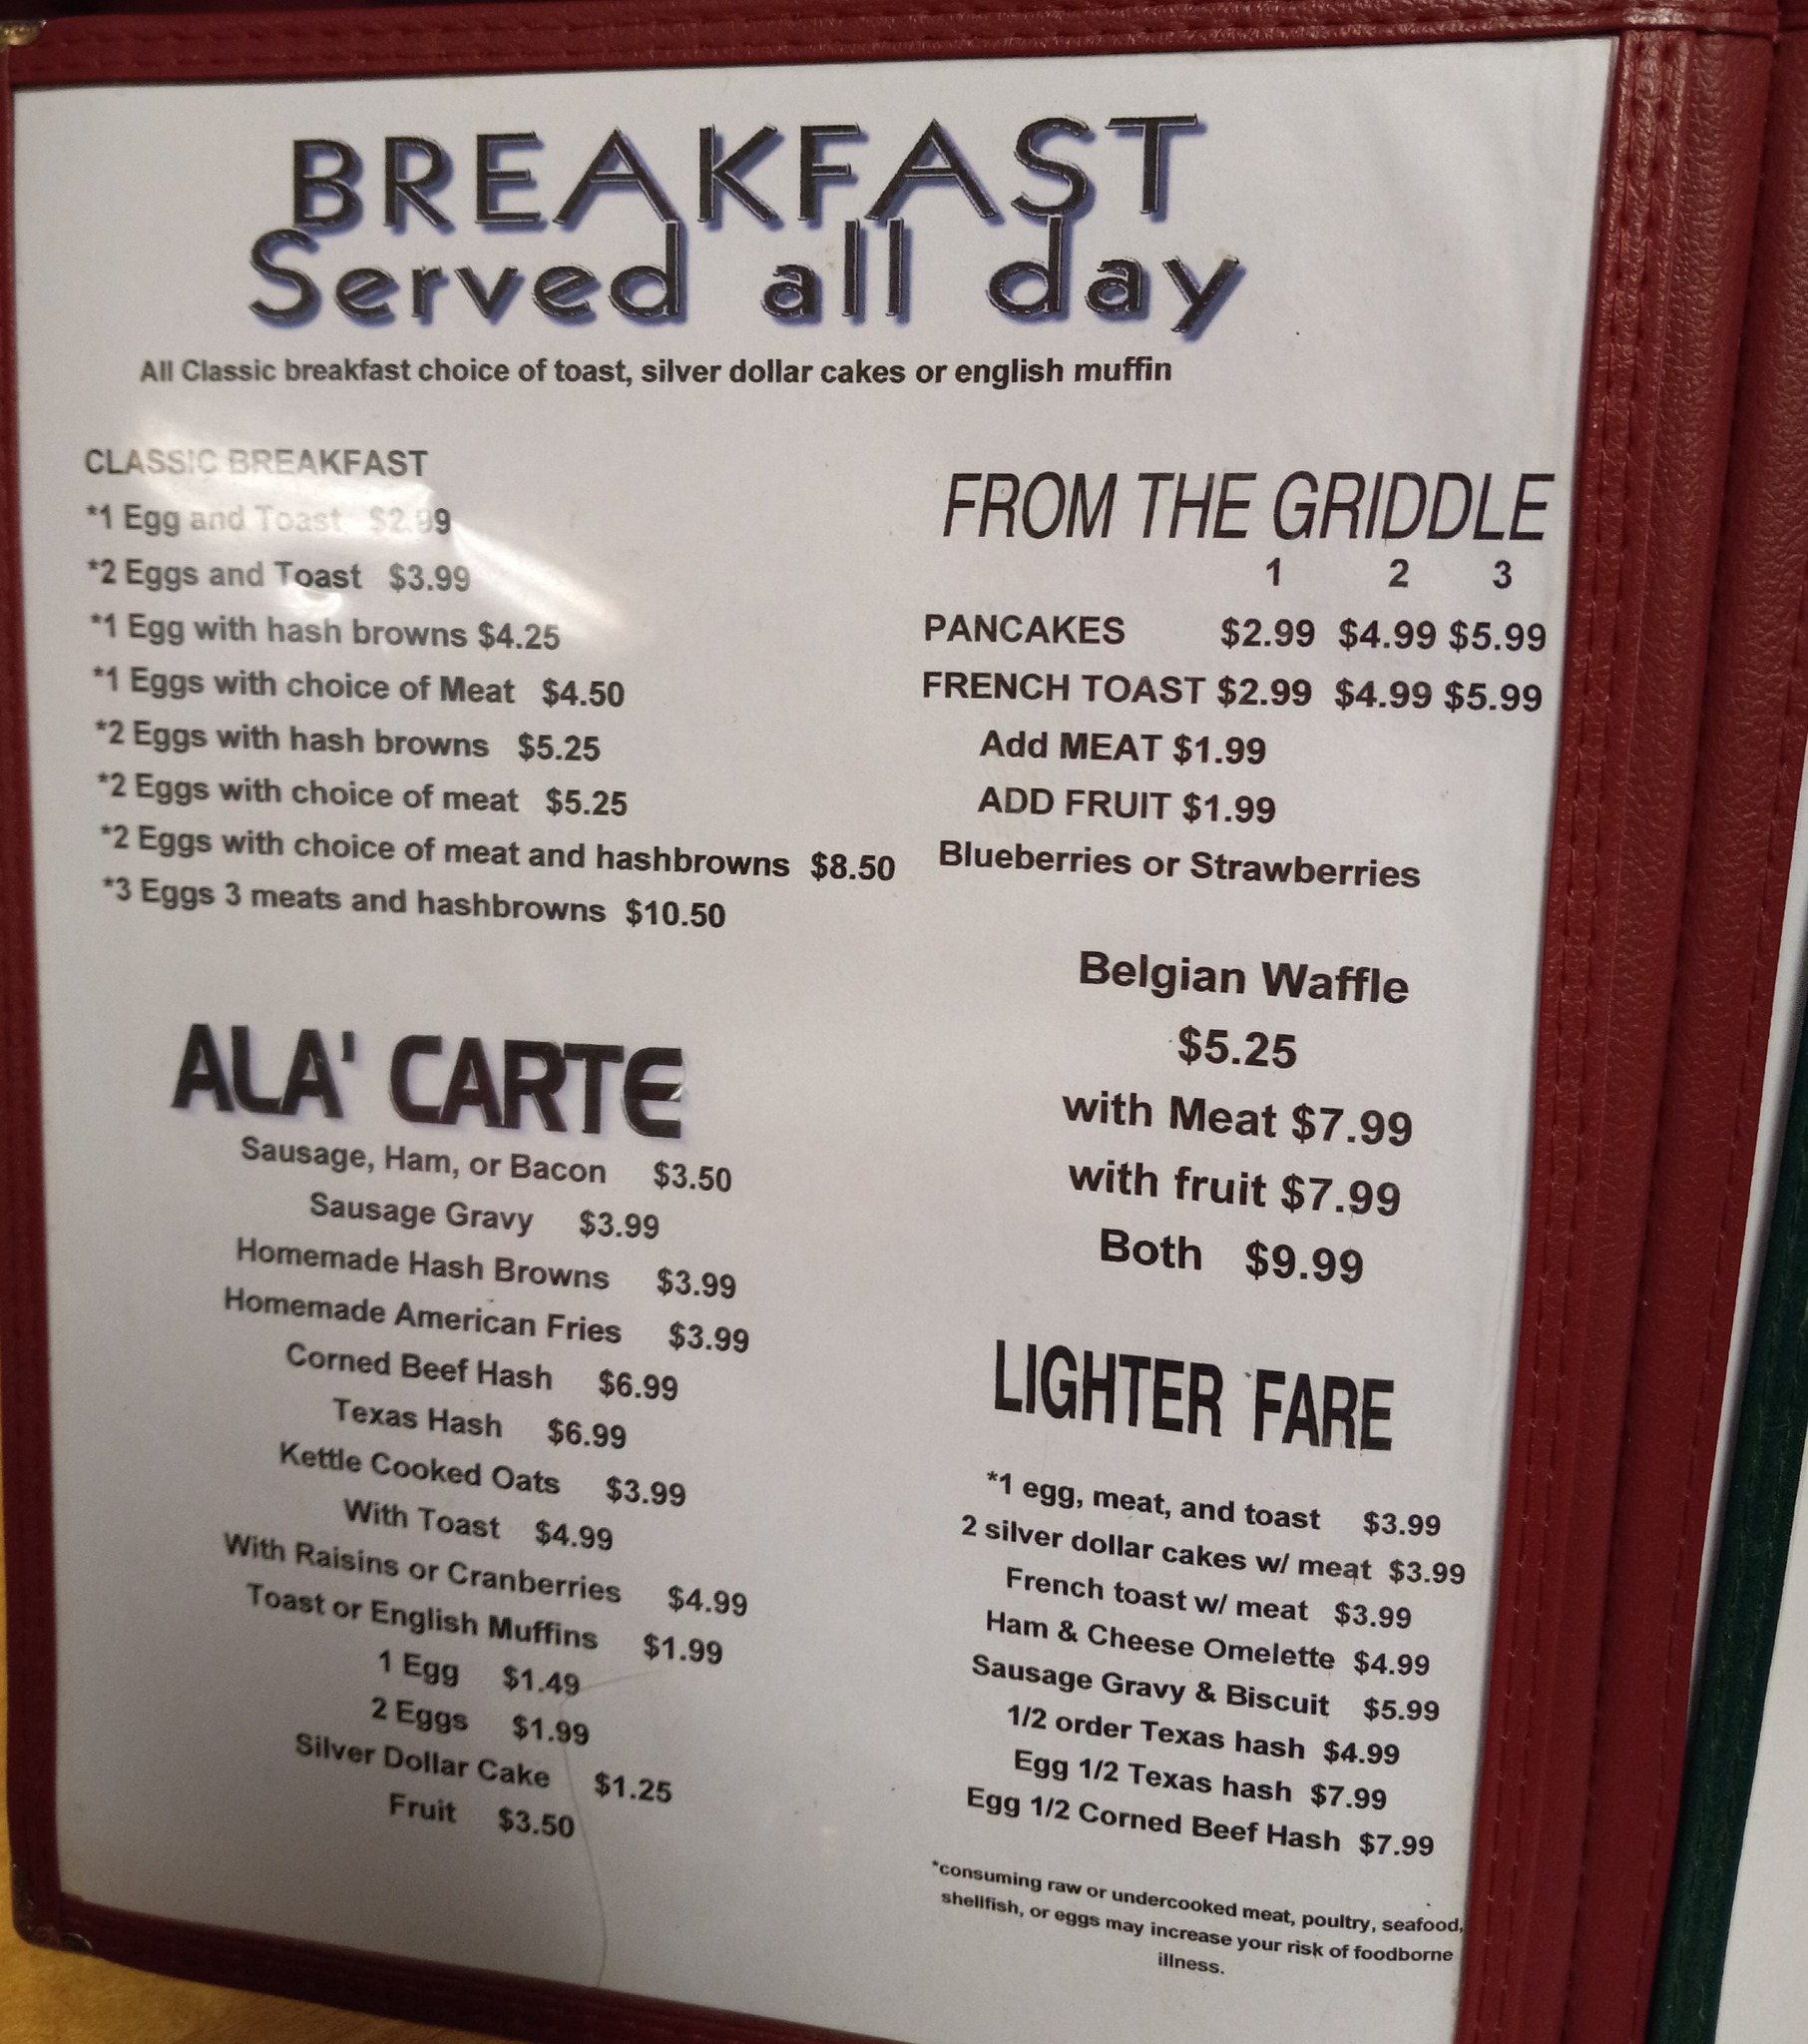 BREAKFAST
Served all day
All Classic breakfast choice of toast, silver dollar cakes or english muffin
CLASSIC BREAKFAST
*1 Egg and Toast $2.99
*2 Eggs and Toast $3.99
*1 Egg with hash browns $4.25
*1 Eggs with choice of Meat $4.50
*2 Eggs with hash browns $5.25
*2 Eggs with choice of meat $5.25
*2 Eggs with choice of meat and hashbrowns $8.50
*3 Eggs 3 meats and hashbrowns $10.50
ALA' CARTE
Sausage, Ham, or Bacon $3.50
Sausage Gravy $3.99
Homemade Hash Browns $3.99
Homemade American Fries $3.99
Corned Beef Hash $6.99
Texas Hash $6.99
Kettle Cooked Oats $3.99
With Toast $4.99
With Raisins or Cranberries $4.99
Toast or English Muffins $1.99
1 Egg $1.49
2 Eggs $1.99
Silver Dollar Cake $1.25
Fruit $3.50
FROM THE GRIDDLE
1 2 3
PANCAKES $2.99 $4.99 $5.99
FRENCH TOAST $2.99 $4.99 $5.99
Add MEAT $1.99
ADD FRUIT $1.99
Blueberries or Strawberries
Belgian Waffle
$5.25
with Meat $7.99
with fruit $7.99
Both $9.99
LIGHTER FARE
*1 egg, meat, and toast $3.99
2 silver dollar cakes w/ meat $3.99
French toast w/ meat $3.99
Ham & Cheese Omelette $4.99
Sausage Gravy & Biscuit $5.99
1/2 order Texas hash $4.99
Egg 1/2 Texas hash $7.99
Egg 1/2 Corned Beef Hash $7.99
*consuming raw or undercooked meat, poultry, seafood,
shellfish, or eggs may increase your risk of foodborne
illness.